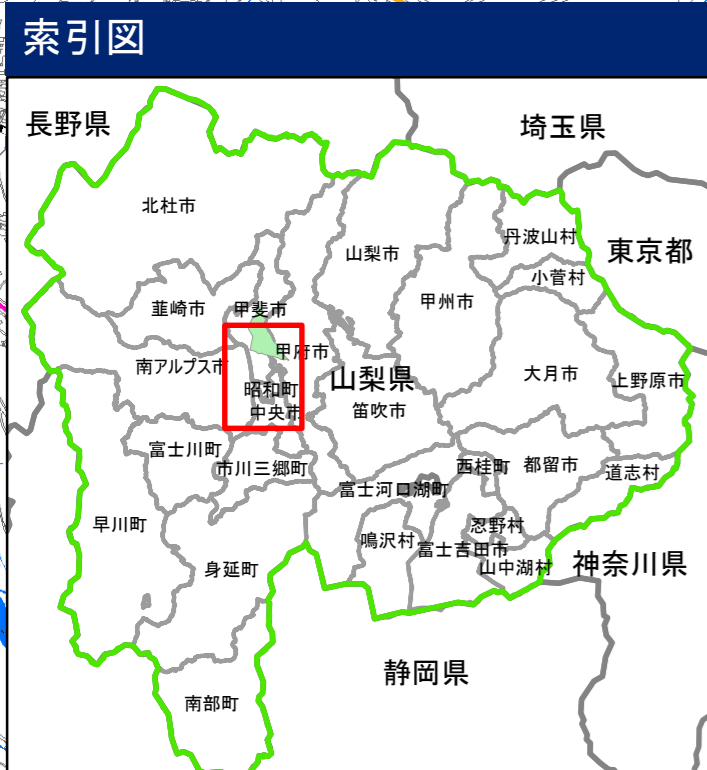 索引図
長野県
埼玉県
北杜市
丹波山村
山梨市
東京都
小菅村
韮崎市
甲斐市
甲州市
甲府市
南アルプス市
昭和町
山梨県
大月市
上野原市
中央市
笛吹市
富士川町
市川三郷町
西桂町
都留市
道志村
富士河口湖町
早川町
忍野村
鳴沢村
富士吉田市
身延町
山中湖村
神奈川県
静岡県
南部町